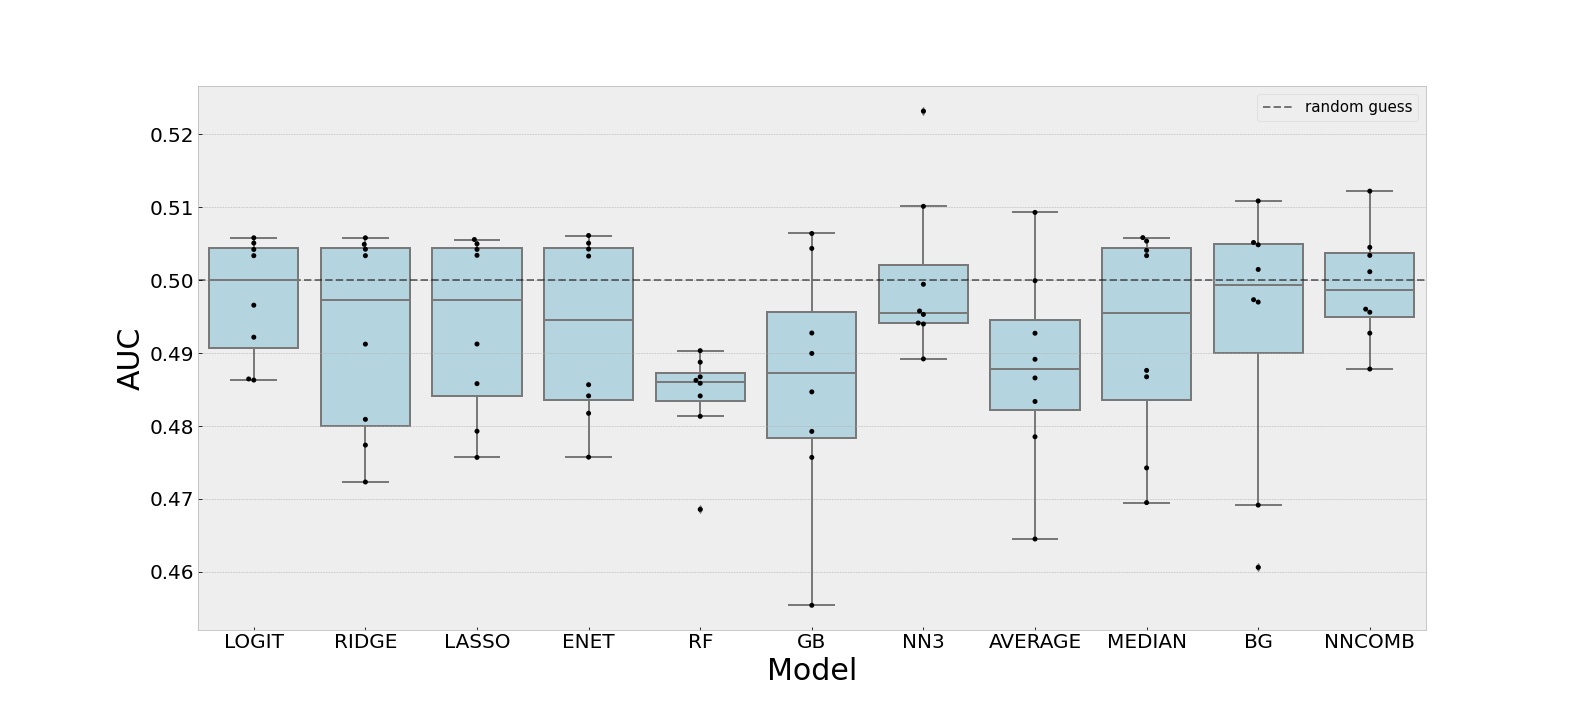 random guess
0.52
0.51
0.50
0.49
0.48
0.47
0.46
AUC
LOGIT RIDGE LASSO ENET RF GB NN3 AVERAGE MEDIAN BG NNCOMB
Model